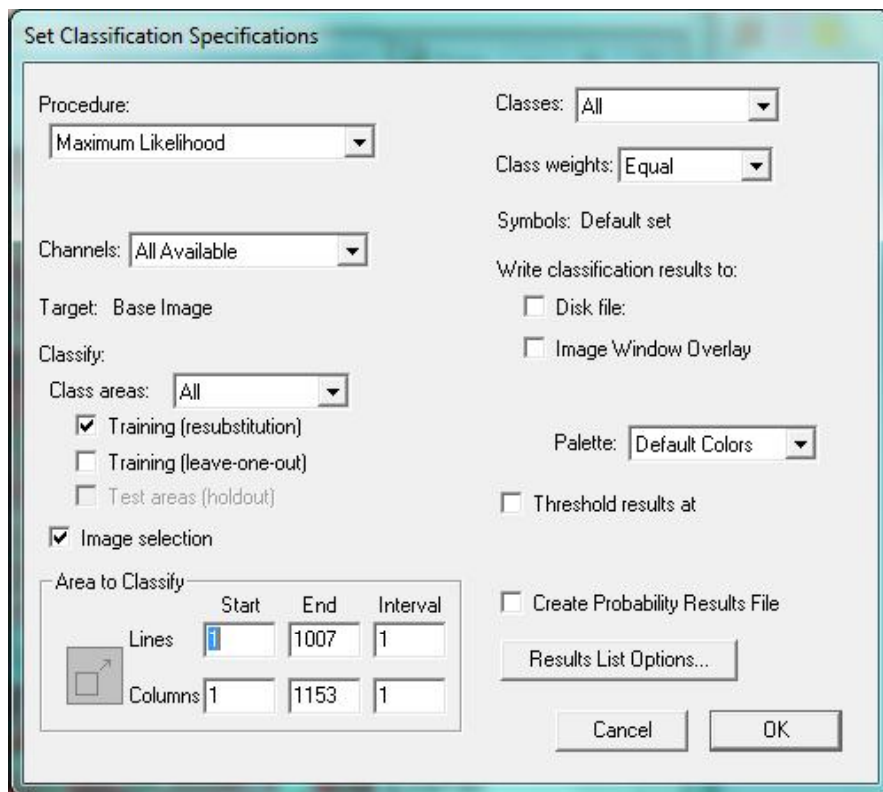 Set Classification Specifications
Procedure:
Maximum Likelihood
Channels: All Available
Target: Base Image
Classify:
Class areas: All
Training (resubstitution)
Training (leave-one-out)
Test areas (holdout)
Image selection
Area to Classify
Start End Interval
Lines 1 1007 1
Columns 1 1153 1
Classes: All
Class weights: Equal
Symbols: Default set
Write classification results to:
Disk file:
Image Window Overlay
Palette: Default Colors
Threshold results at
Create Probability Results File
Results List Options...
Cancel OK